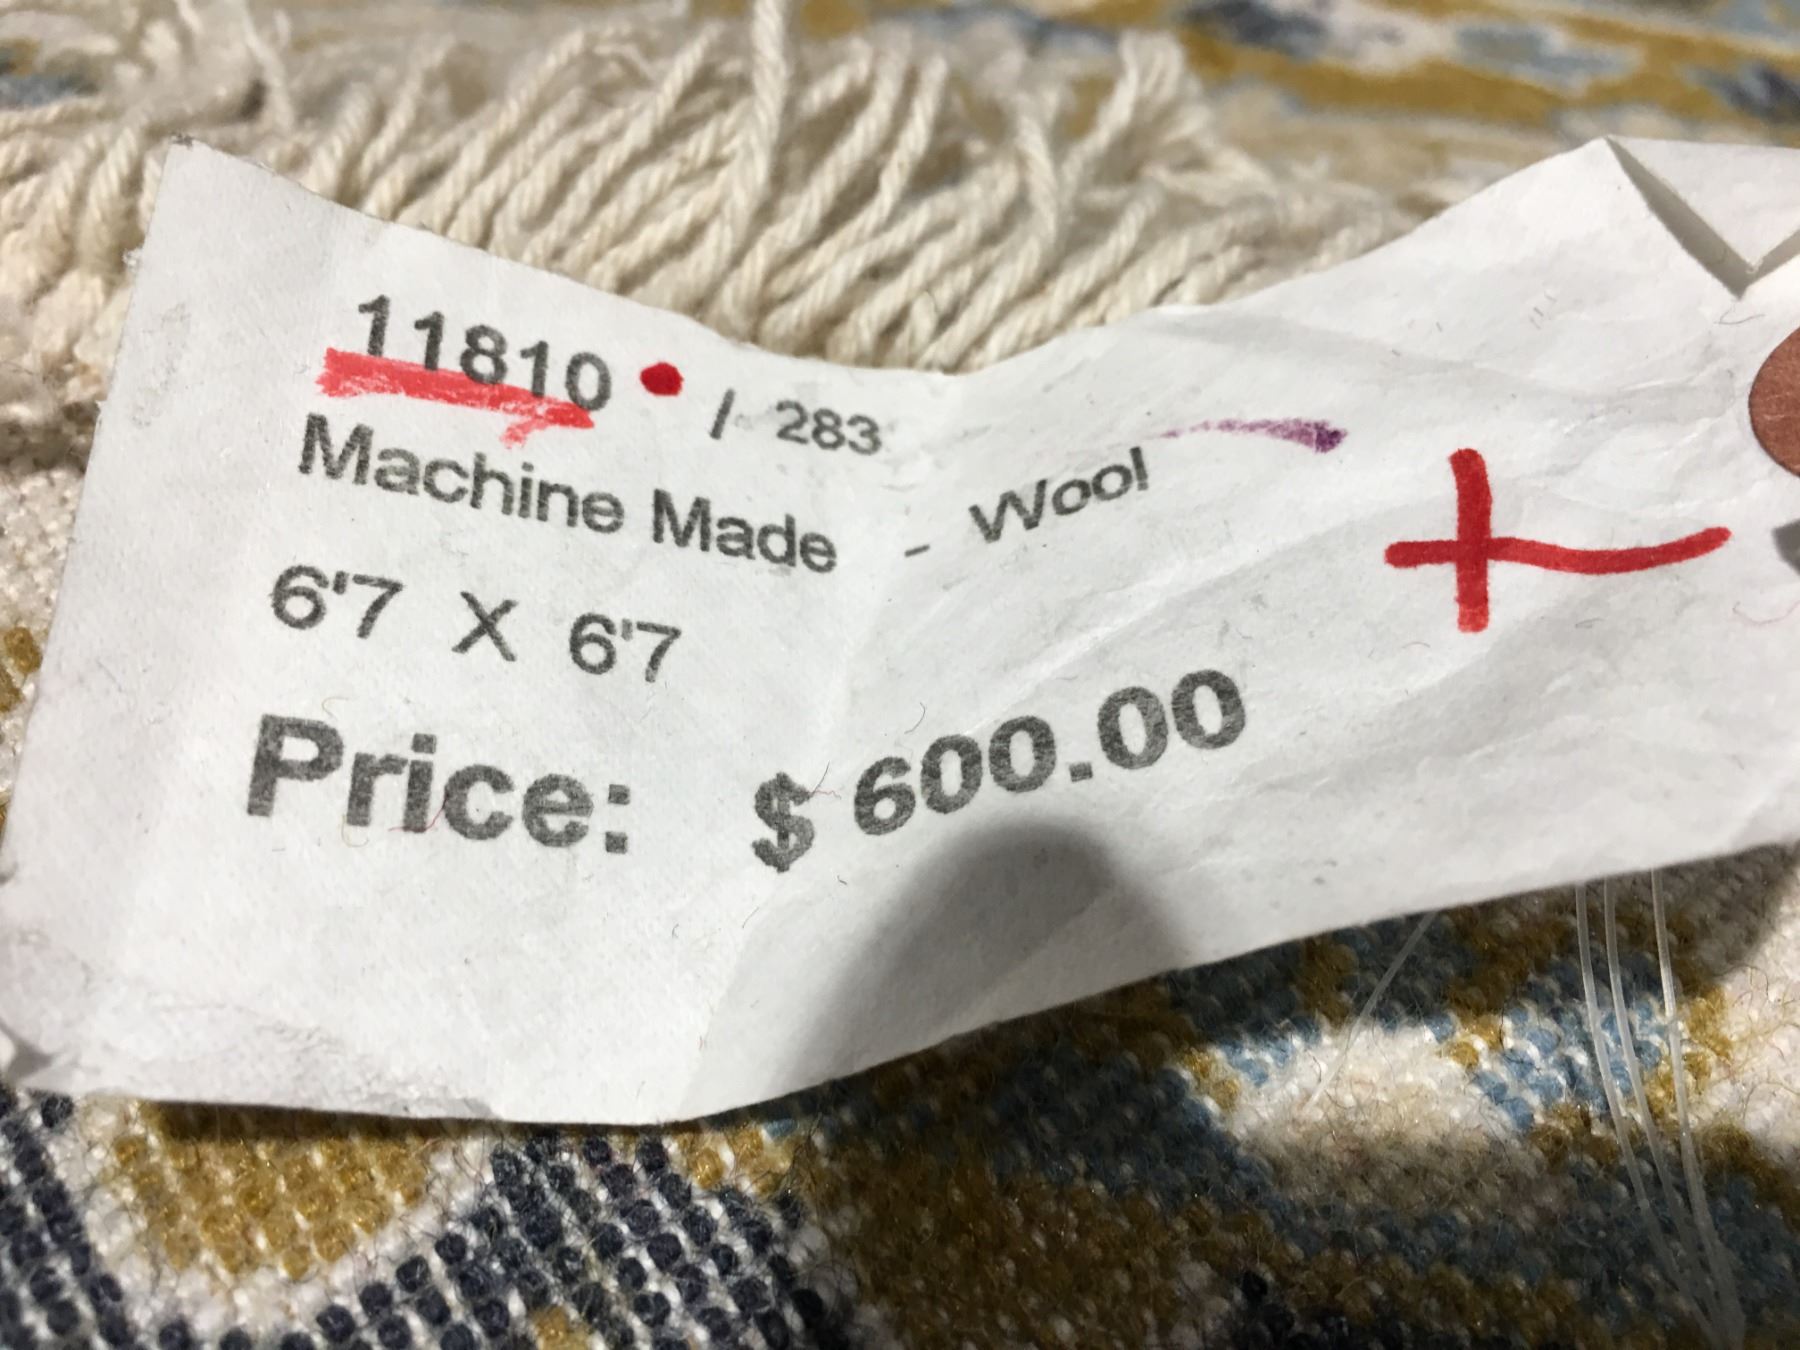 11810 / 283
Machine Made - Wool
6'7 X 6'7
Price: $ 600.00